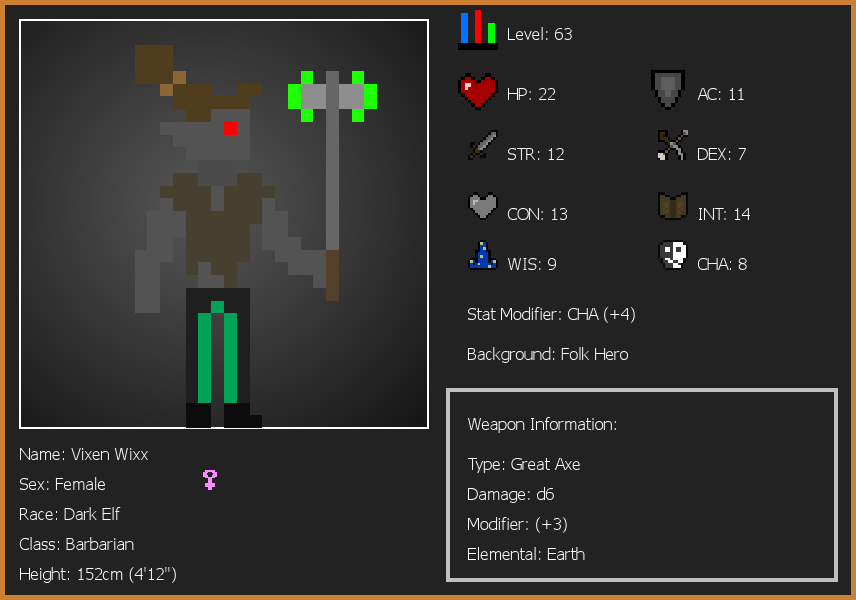 Level: 63
HP: 22
AC: 11
STR: 12
DEX: 7
CON: 13
INT: 14
WIS: 9
CHA: 8
Stat Modifier: CHA (+4)
Background: Folk Hero
Weapon Information:
Type: Great Axe
Damage: d6
Modifier: (+3)
Elemental: Earth
Name: Vixen Wixx
Sex: Female
Race: Dark Elf
Class: Barbarian
Height: 152cm (4'12")